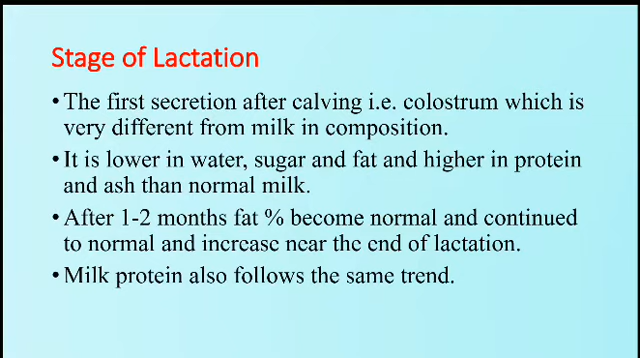 Stage of Lactation
• The first secretion after calving i.e. colostrum which is
very different from milk in composition.
• It is lower in water, sugar and fat and higher in protein
and ash than normal milk.
• After 1-2 months fat % become normal and continued
to normal and increase near the end of lactation.
• Milk protein also follows the same trend.